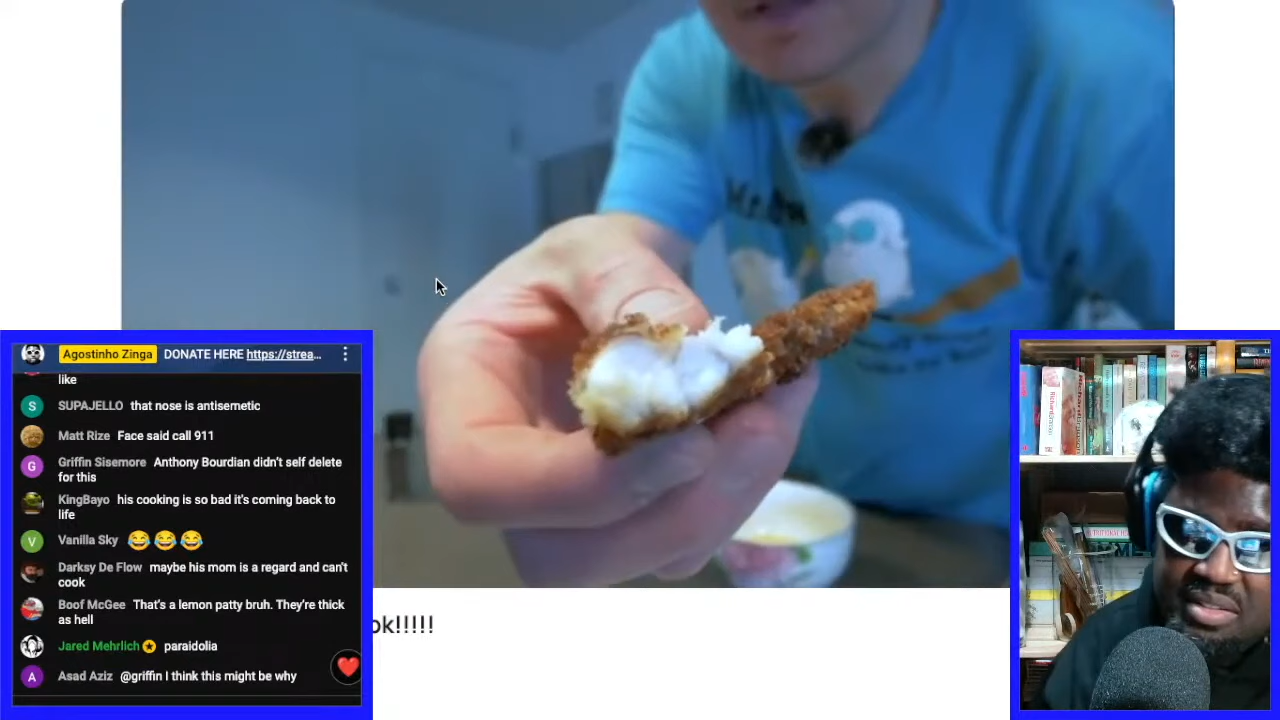 Agostinho Zinga DONATE HERE https://strea...
like
SUPAJELLO that nose is antisemetic
Matt Rize Face said call 911
Griffin Sisemore Anthony Bourdian didn't self delete
for this
KingBayo his cooking is so bad it's coming back to
life
V Vanilla Sky 😂😂😂
Darksy De Flow maybe his mom is a regard and can't
cook
Boof McGee That's a lemon patty bruh. They're thick
as hell
Jared Mehrlich paraidolia
A Asad Aziz @griffin I think this might be why
ok!!!!!